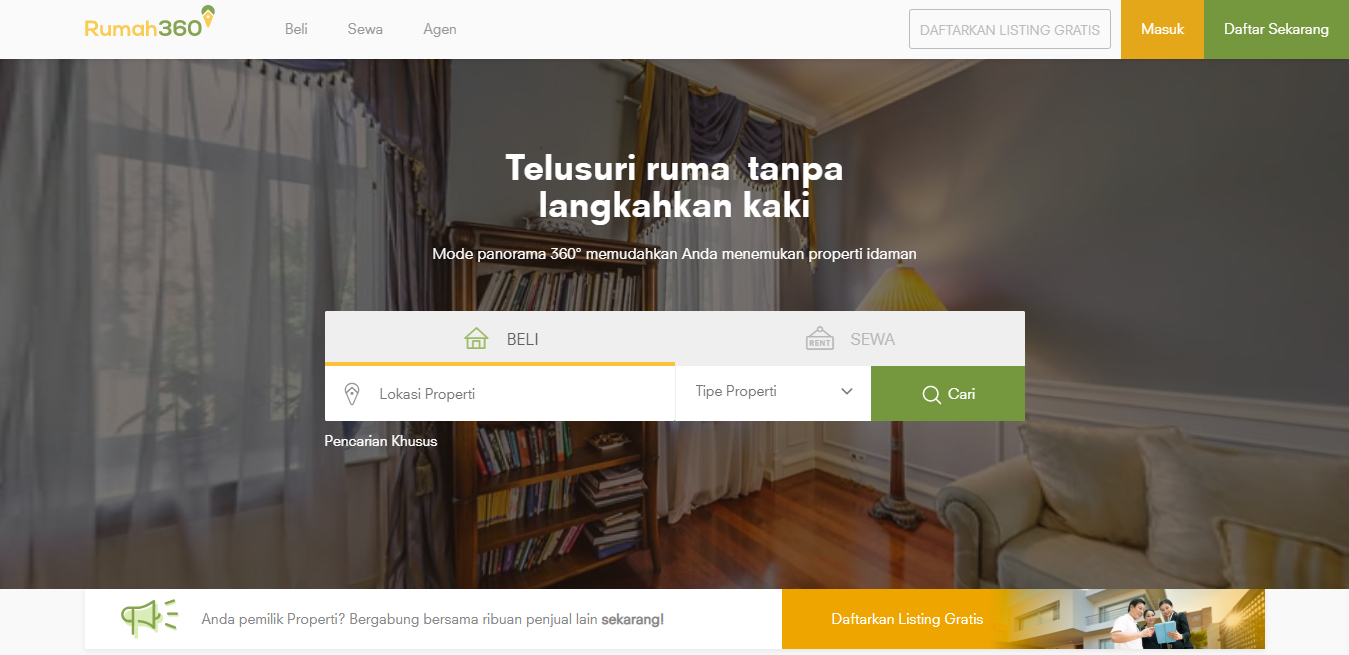 Rumah360
Beli
Sewa
Agen
DAFTARKAN LISTING GRATIS
Masuk
Daftar Sekarang
Telusuri ruma tanpa
langkahkan kaki
Mode panorama 360° memudahkan Anda menemukan properti idaman
BELI
RENT
SEWA
Lokasi Properti
Tipe Properti
Cari
Pencarian Khusus
Anda pemilik Properti? Bergabung bersama ribuan penjual lain sekarang!
Daftarkan Listing Gratis